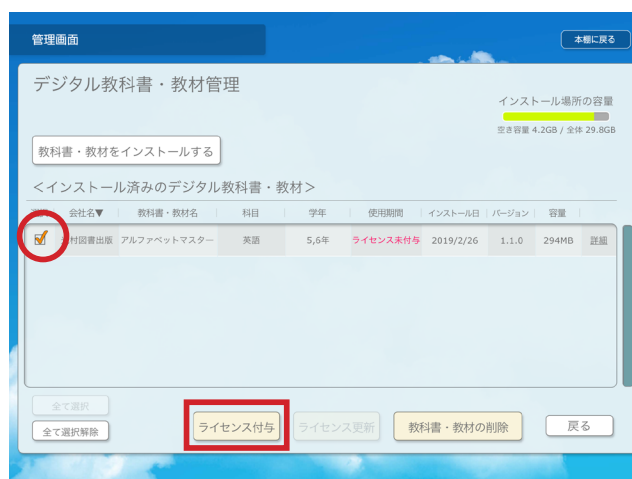 管理画面
本棚に戻る
デジタル教科書・教材管理
インストール場所の容量
空き容量 4.2GB / 全体 29.8GB
教科書・教材をインストールする
＜インストール済みのデジタル教科書・教材＞
会社名▼ 教科書・教材名 科目 学年 使用期間 インストール日 バージョン 容量
村図書出版 アルファベットマスター 英語 5,6年 ライセンス未付与 2019/2/26 1.1.0 294MB 詳細
全て選択
全て選択解除
ライセンス付与
ライセンス更新
教科書・教材の削除
戻る